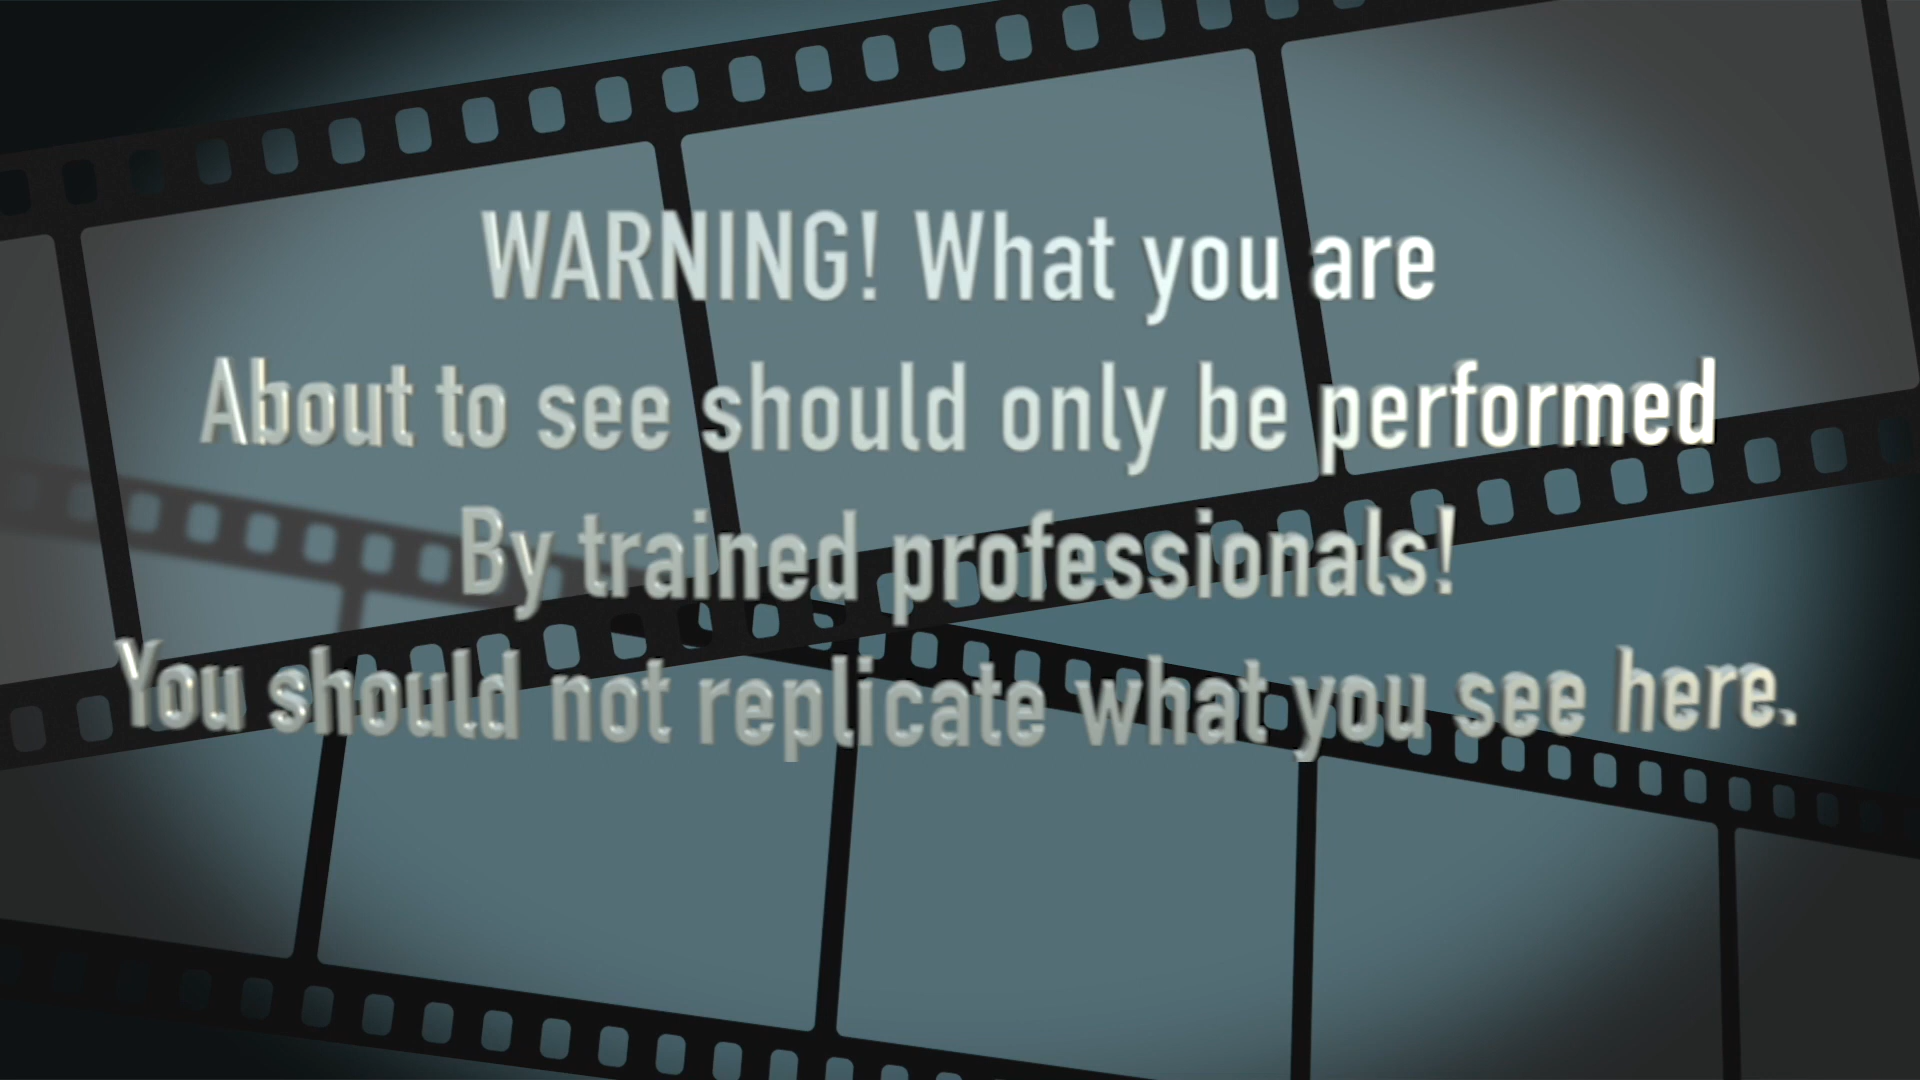 WARNING! What you are
About to see should only be performed
By trained professionals!
You should not replicate what you see here.